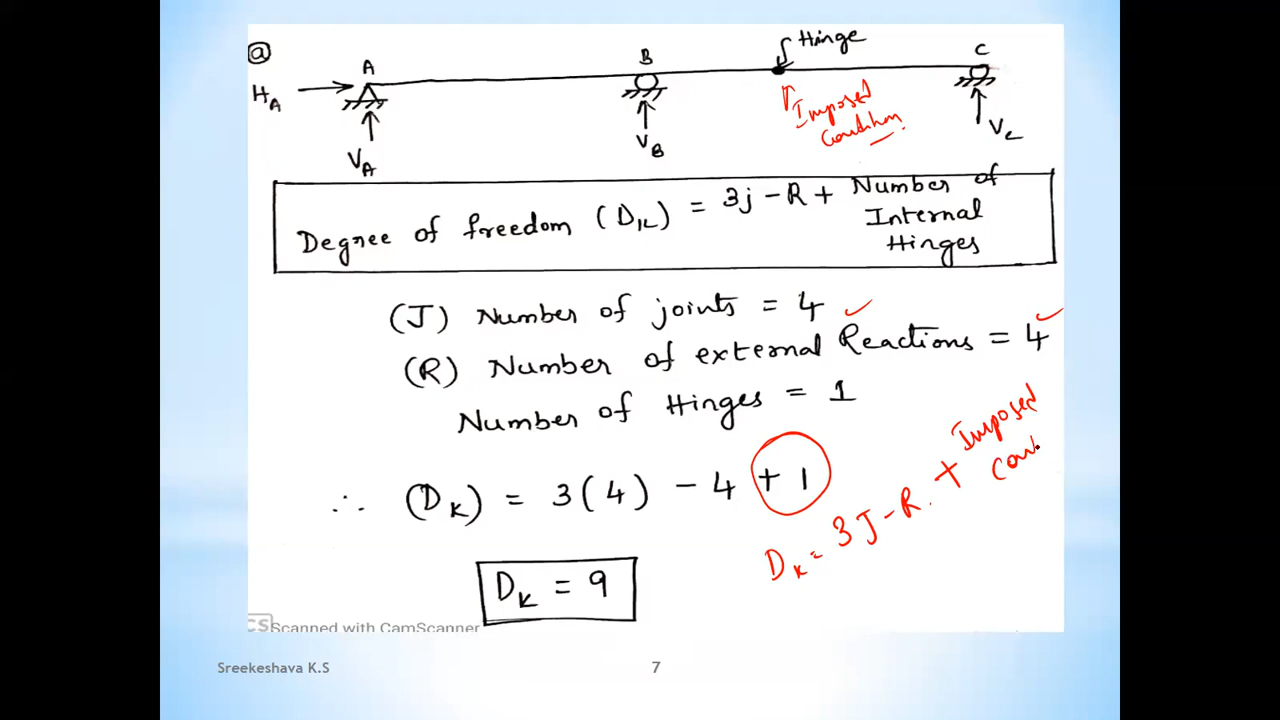 ⓐ
Hinge
A
B
C
H_A
Imposed
V_A
V_B
V_C
Degree of freedom (D_K) = 3j - R + Number of
Internal
Hinges
(J) Number of joints = 4 ✓
(R) Number of external Reactions = 4 ✓
Number of Hinges = 1
∴ (D_K) = 3(4) - 4 + 1
D_K = 3J - R. + Imposed
D_K = 9
CS Scanned with CamScanner
Sreekeshava K.S
7